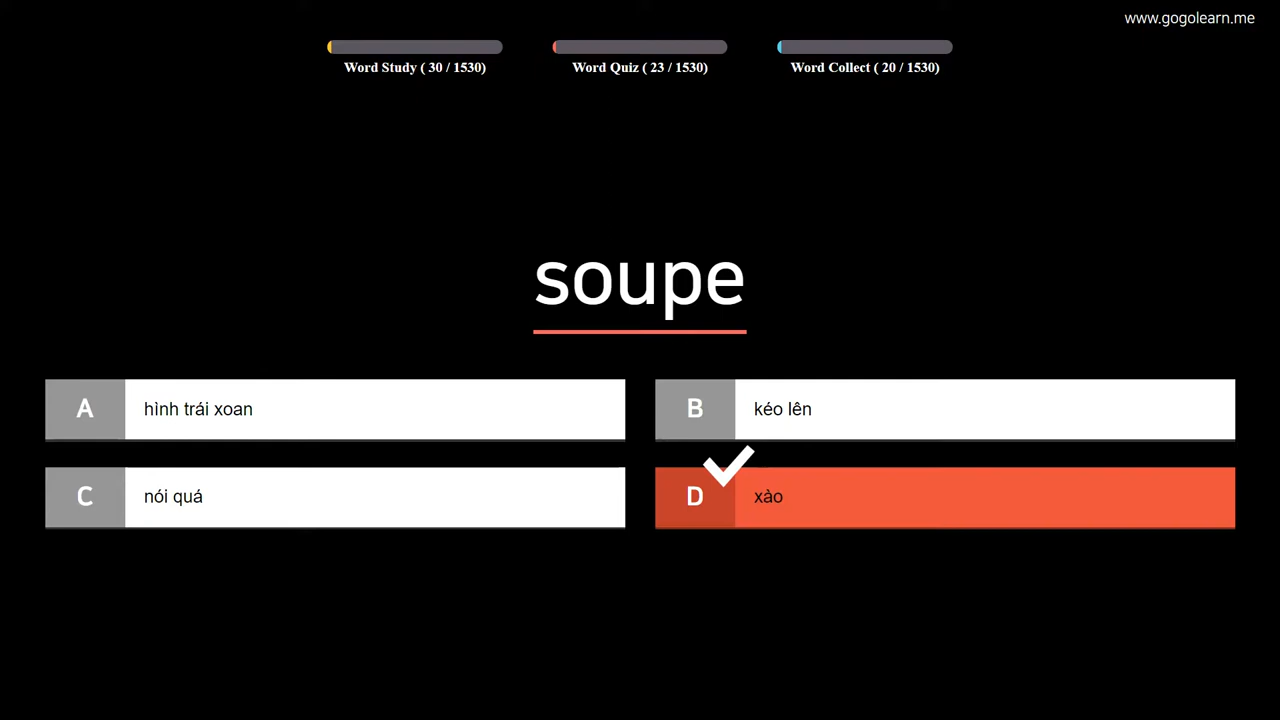 www.gogolearn.me
Word Study ( 30 / 1530)
Word Quiz ( 23 / 1530)
Word Collect ( 20 / 1530)
soupe
A hình trái xoan
B kéo lên
C nói quá
D xào